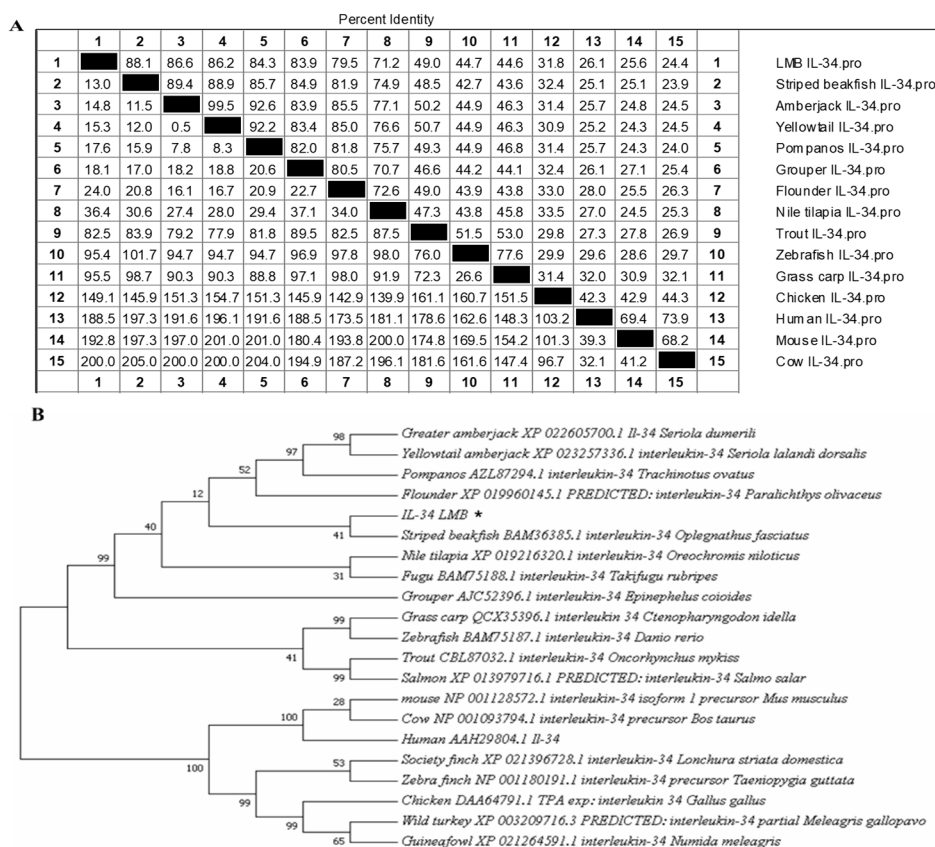 Percent Identity
A
1 2 3 4 5 6 7 8 9 10 11 12 13 14 15
1 88.1 86.6 86.2 84.3 83.9 79.5 71.2 49.0 44.7 44.6 31.8 26.1 25.6 24.4 1 LMB IL-34.pro
2 13.0 89.4 88.9 85.7 84.9 81.9 74.9 48.5 42.7 43.6 32.4 25.1 25.1 23.9 2 Striped beakfish IL-34.pro
3 14.8 11.5 99.5 92.6 83.9 85.5 77.1 50.2 44.9 46.3 31.4 25.7 24.8 24.5 3 Amberjack IL-34.pro
4 15.3 12.0 0.5 92.2 83.4 85.0 76.6 50.7 44.9 46.3 30.9 25.2 24.3 24.5 4 Yellowtail IL-34.pro
5 17.6 15.9 7.8 8.3 82.0 81.8 75.7 49.3 44.9 46.8 31.4 25.7 24.3 24.0 5 Pompanos IL-34.pro
6 18.1 17.0 18.2 18.8 20.6 80.5 70.7 46.6 44.2 44.1 32.4 26.1 27.1 25.4 6 Grouper IL-34.pro
7 24.0 20.8 16.1 16.7 20.9 22.7 72.6 49.0 43.9 43.8 33.0 28.0 25.5 26.3 7 Flounder IL-34.pro
8 36.4 30.6 27.4 28.0 29.4 37.1 34.0 47.3 43.8 45.8 33.5 27.0 24.5 25.3 8 Nile tilapia IL-34.pro
9 82.5 83.9 79.2 77.9 81.8 89.5 82.5 87.5 51.5 53.0 29.8 27.3 27.8 26.9 9 Trout IL-34.pro
10 95.4 101.7 94.7 94.7 94.7 96.9 97.8 98.0 76.0 77.6 29.9 29.6 28.6 29.7 10 Zebrafish IL-34.pro
11 95.5 98.7 90.3 90.3 88.8 97.1 98.0 91.9 72.3 26.6 31.4 32.0 30.9 32.1 11 Grass carp IL-34.pro
12 149.1 145.9 151.3 154.7 151.3 145.9 142.9 139.9 161.1 160.7 151.5 42.3 42.9 44.3 12 Chicken IL-34.pro
13 188.5 197.3 191.6 196.1 191.6 188.5 173.5 181.1 178.6 162.6 148.3 103.2 69.4 73.9 13 Human IL-34.pro
14 192.8 197.3 197.0 201.0 201.0 180.4 193.8 200.0 174.8 169.5 154.2 101.3 39.3 68.2 14 Mouse IL-34.pro
15 200.0 205.0 200.0 200.0 204.0 194.9 187.2 196.1 181.6 161.6 147.4 96.7 32.1 41.2 15 Cow IL-34.pro
1 2 3 4 5 6 7 8 9 10 11 12 13 14 15
B
98 Greater amberjack XP 022605700.1 Il-34 Seriola dumerili
97 Yellowtail amberjack XP 023257336.1 interleukin-34 Seriola lalandi dorsalis
52 Pompanos AZL87294.1 interleukin-34 Trachinotus ovatus
12 Flounder XP 019960145.1 PREDICTED: interleukin-34 Paralichthys olivaceus
40 IL-34 LMB *
41 Striped beakfish BAM36385.1 interleukin-34 Oplegnathus fasciatus
99 Nile tilapia XP 019216320.1 interleukin-34 Oreochromis niloticus
31 Fugu BAM75188.1 interleukin-34 Takifugu rubripes
Grouper AJC52396.1 interleukin-34 Epinephelus coioides
99 Grass carp QCX35396.1 interleukin 34 Ctenopharyngodon idella
Zebrafish BAM75187.1 interleukin-34 Danio rerio
41 Trout CBL87032.1 interleukin-34 Oncorhynchus mykiss
99 Salmon XP 013979716.1 PREDICTED: interleukin-34 Salmo salar
28 mouse NP 001128572.1 interleukin-34 isoform 1 precursor Mus musculus
100 Cow NP 001093794.1 interleukin-34 precursor Bos taurus
Human AAH29804.1 Il-34
100 53 Society finch XP 021396728.1 interleukin-34 Lonchura striata domestica
Zebra finch NP 001180191.1 interleukin-34 precursor Taeniopygia guttata
99 Chicken DAA64791.1 TPA exp: interleukin 34 Gallus gallus
99 Wild turkey XP 003209716.3 PREDICTED: interleukin-34 partial Meleagris gallopavo
65 Guineafowl XP 021264591.1 interleukin-34 Numida meleagris